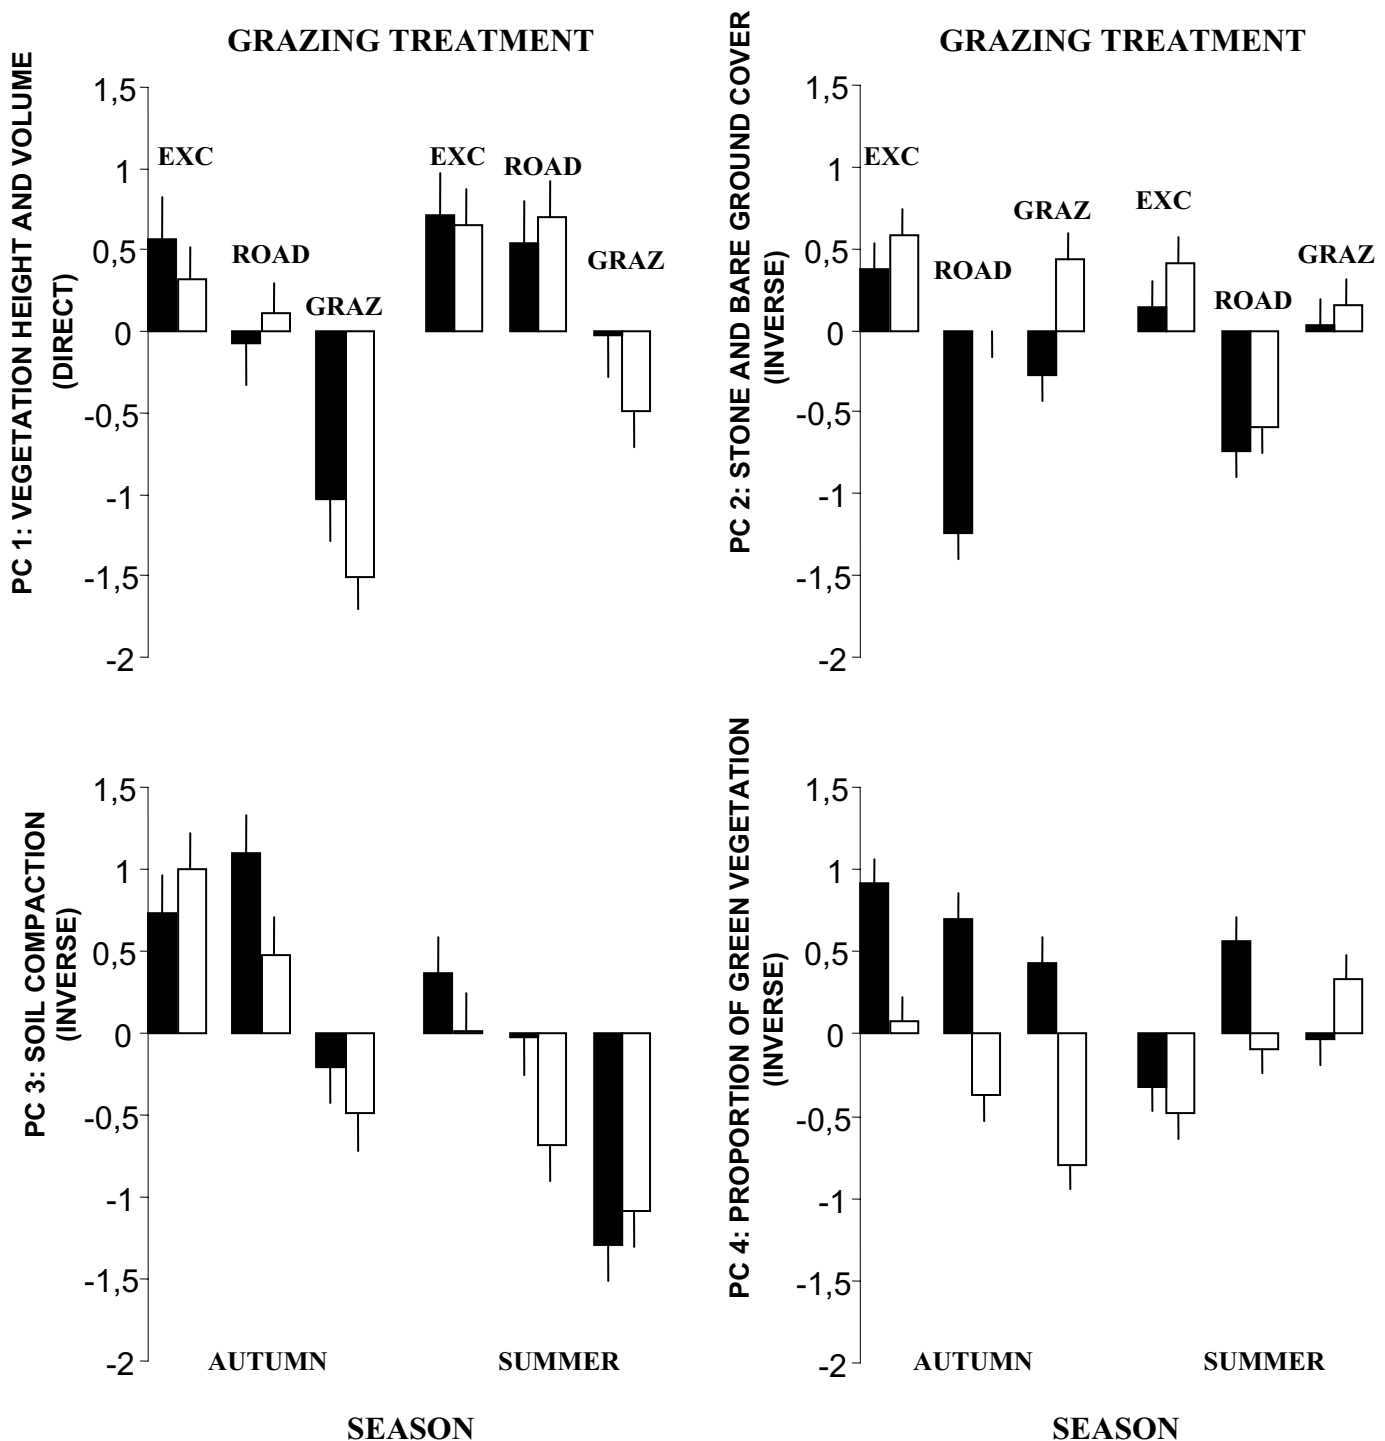 GRAZING TREATMENT
PC 1: VEGETATION HEIGHT AND VOLUME
(DIRECT)
1,5
1
0,5
0
-0,5
-1
-1,5
-2
EXC
ROAD
GRAZ
EXC
ROAD
GRAZ
GRAZING TREATMENT
PC 2: STONE AND BARE GROUND COVER
(INVERSE)
1,5
1
0,5
0
-0,5
-1
-1,5
-2
EXC
ROAD
GRAZ
EXC
ROAD
GRAZ
PC 3: SOIL COMPACTION
(INVERSE)
1,5
1
0,5
0
-0,5
-1
-1,5
-2
AUTUMN
SUMMER
SEASON
PC 4: PROPORTION OF GREEN VEGETATION
(INVERSE)
1,5
1
0,5
0
-0,5
-1
-1,5
-2
AUTUMN
SUMMER
SEASON